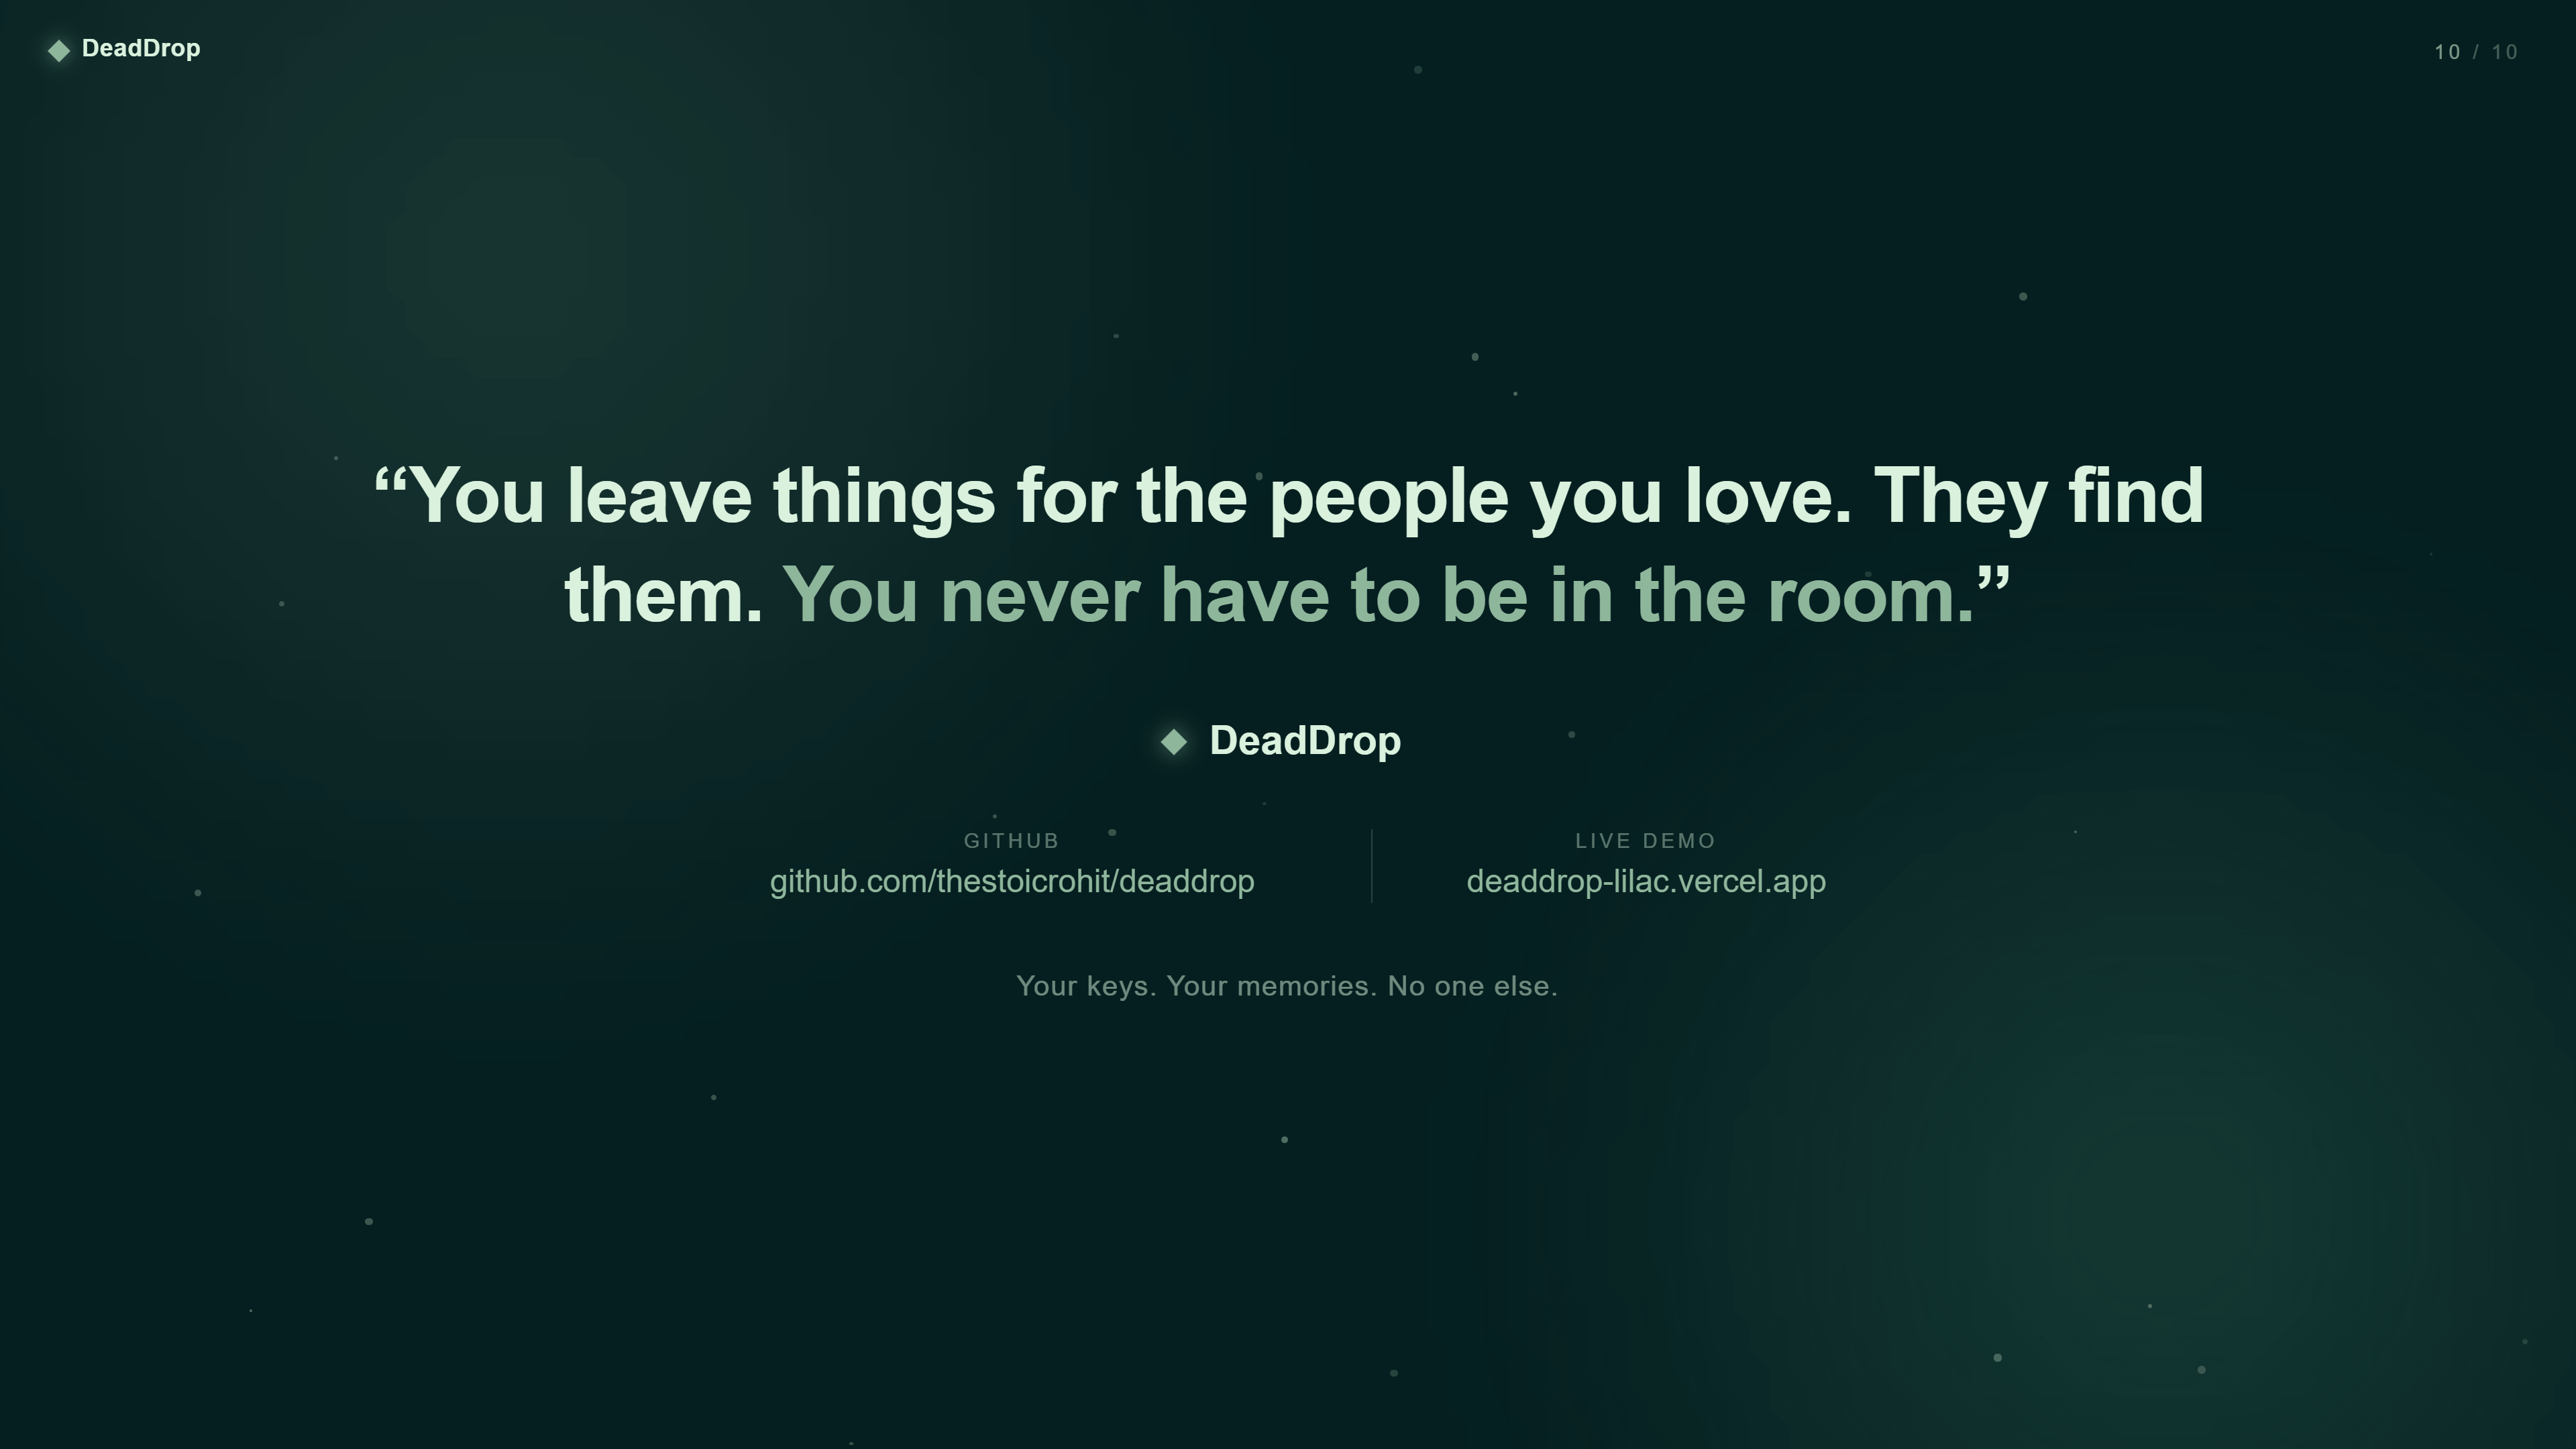 DeadDrop
10 / 10
“You leave things for the people you love. They find
them. You never have to be in the room.”
DeadDrop
GITHUB
github.com/thestoicrohit/deaddrop
LIVE DEMO
deaddrop-lilac.vercel.app
Your keys. Your memories. No one else.